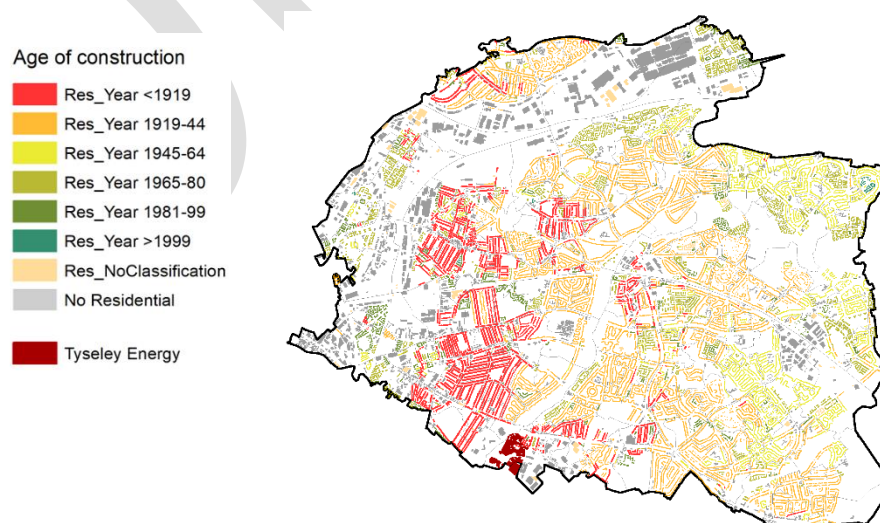 Age of construction
Res_Year <1919
Res_Year 1919-44
Res_Year 1945-64
Res_Year 1965-80
Res_Year 1981-99
Res_Year >1999
Res_NoClassification
No Residential
Tyseley Energy